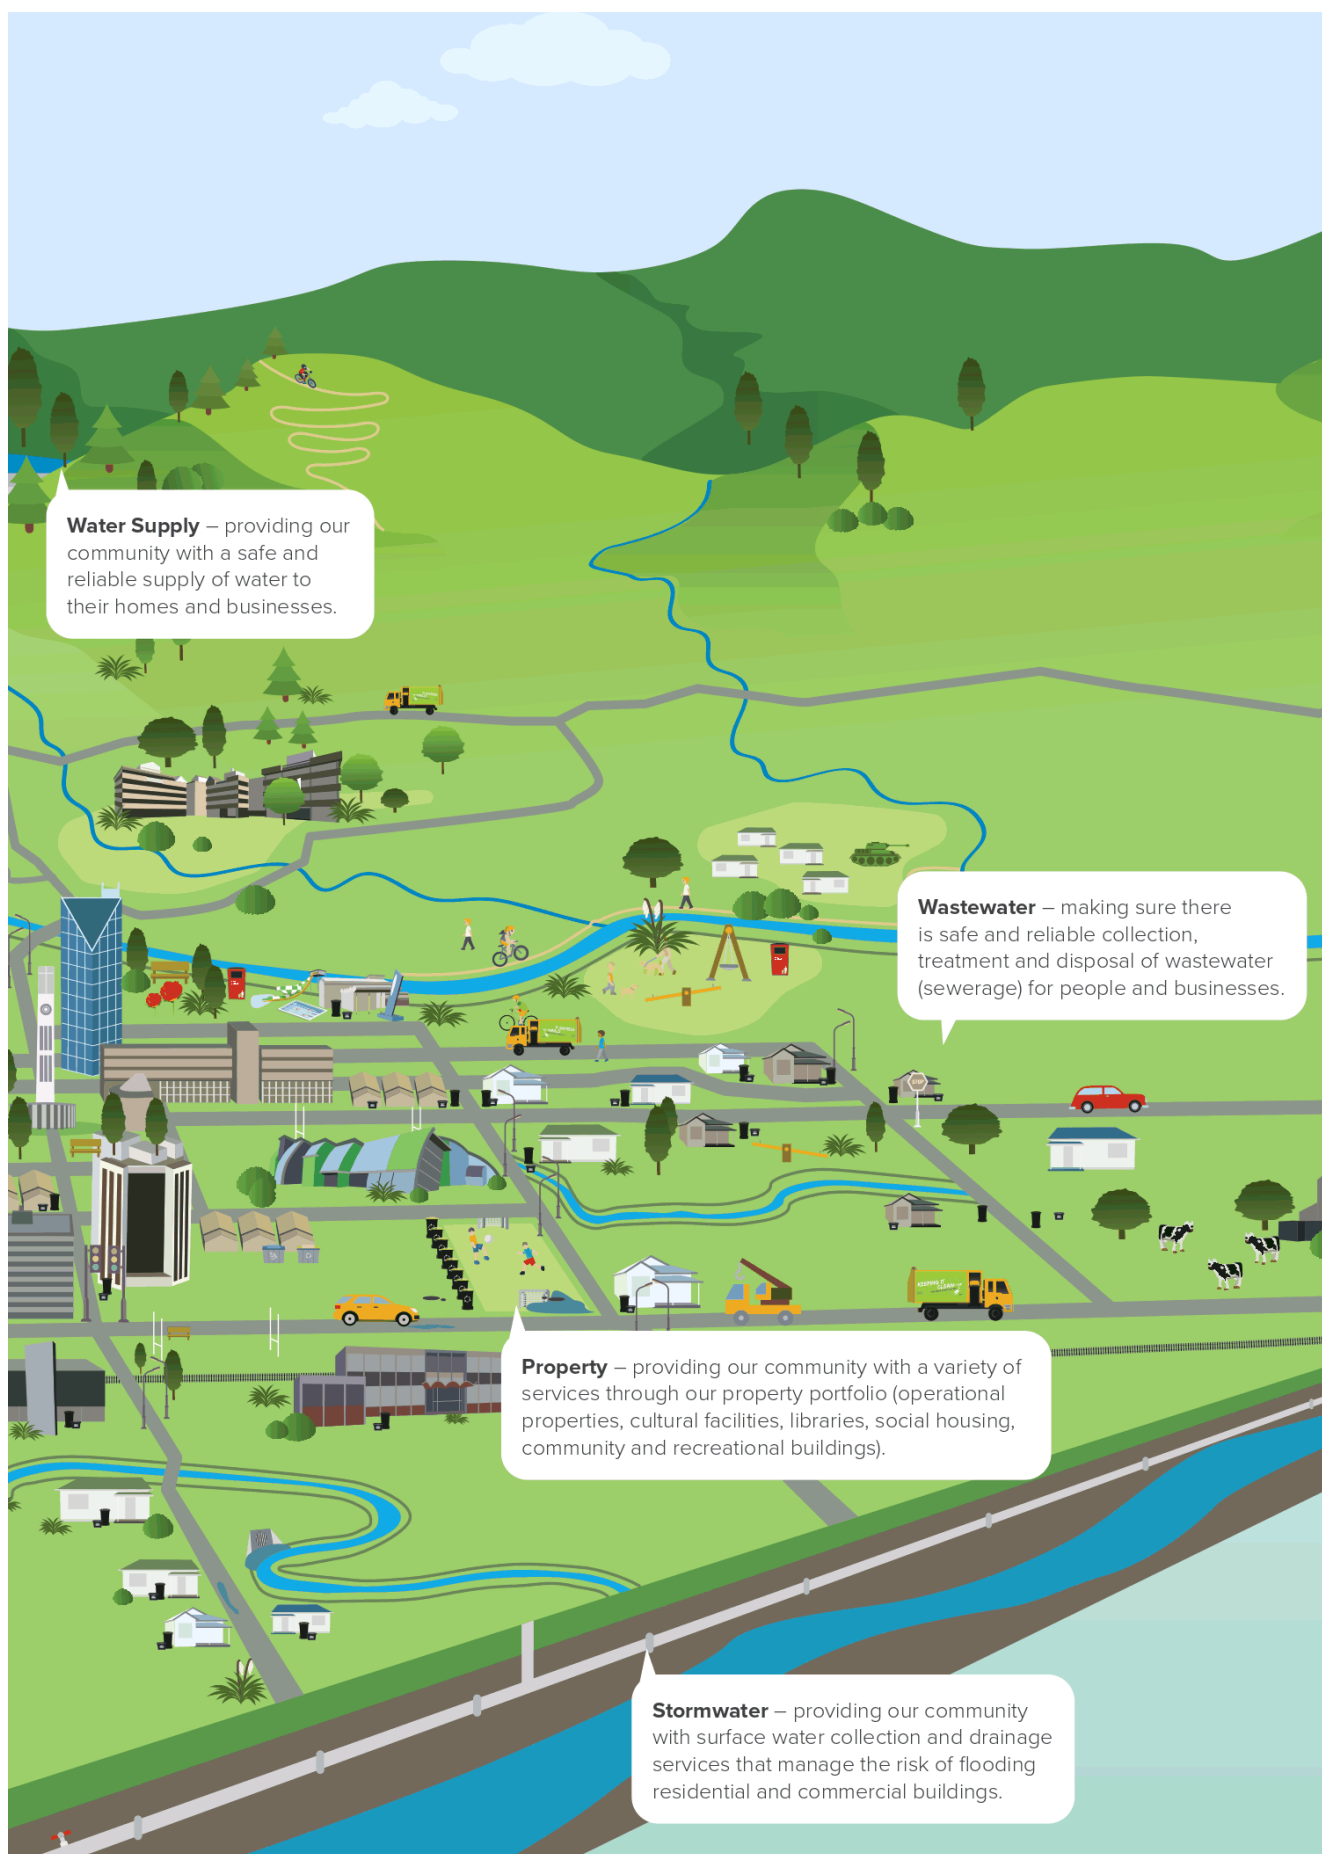 Water Supply – providing our
community with a safe and
reliable supply of water to
their homes and businesses.
Wastewater – making sure there
is safe and reliable collection,
treatment and disposal of wastewater
(sewerage) for people and businesses.
STOP
KEEPING IT
CLEAN
Property – providing our community with a variety of
services through our property portfolio (operational
properties, cultural facilities, libraries, social housing,
community and recreational buildings).
Stormwater – providing our community
with surface water collection and drainage
services that manage the risk of flooding
residential and commercial buildings.